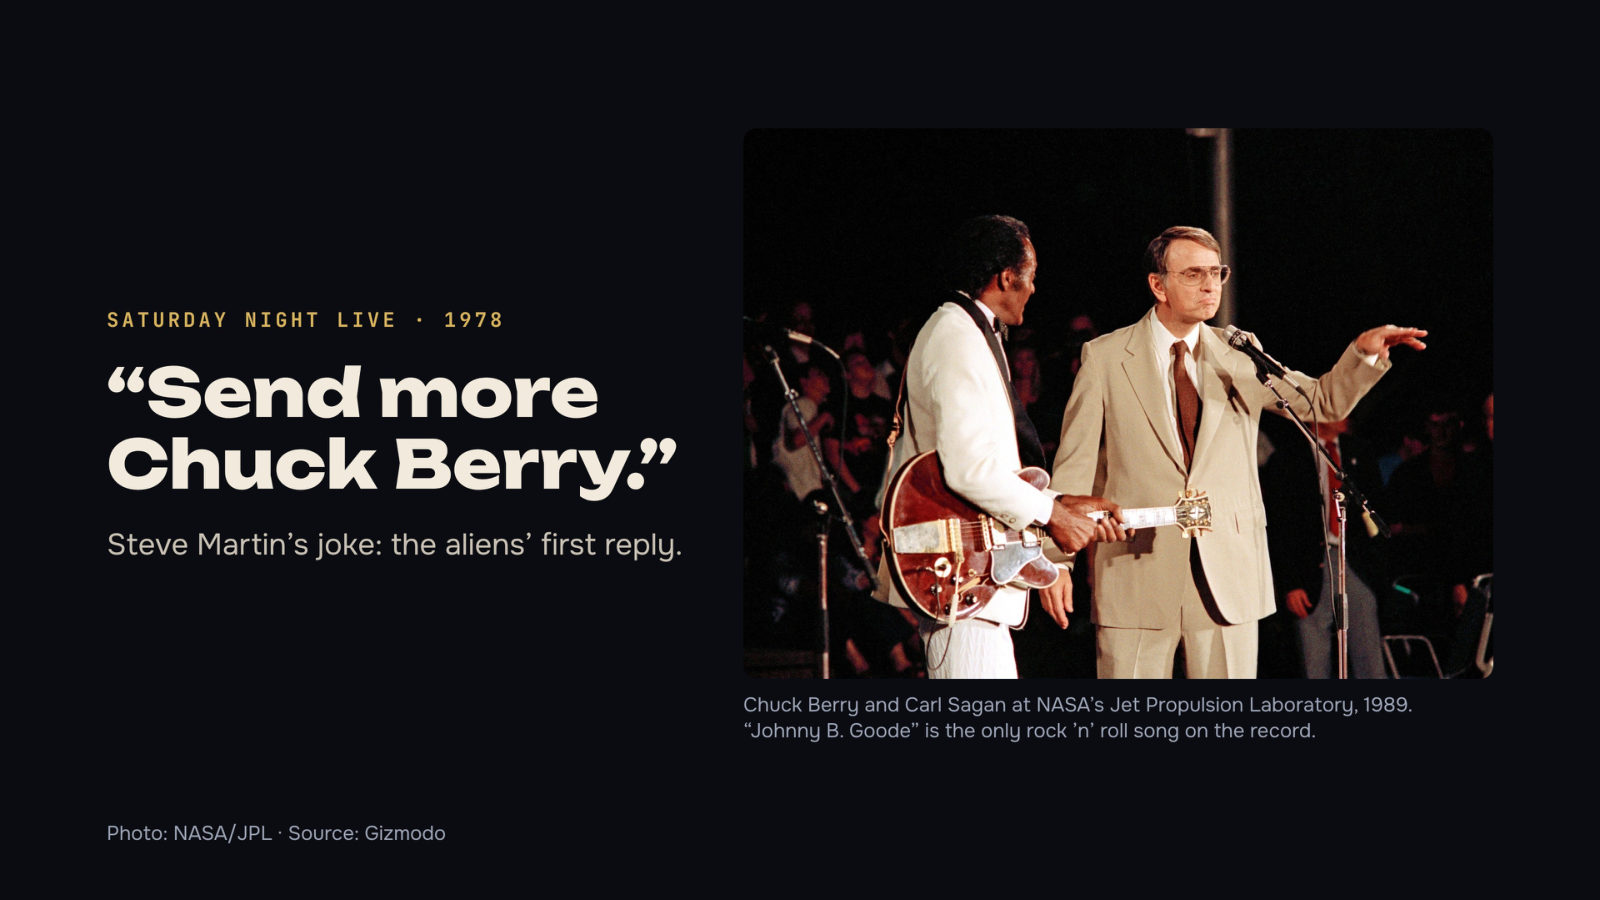 SATURDAY NIGHT LIVE · 1978
“Send more
Chuck Berry.”
Steve Martin’s joke: the aliens’ first reply.
Chuck Berry and Carl Sagan at NASA’s Jet Propulsion Laboratory, 1989.
“Johnny B. Goode” is the only rock ’n’ roll song on the record.
Photo: NASA/JPL · Source: Gizmodo